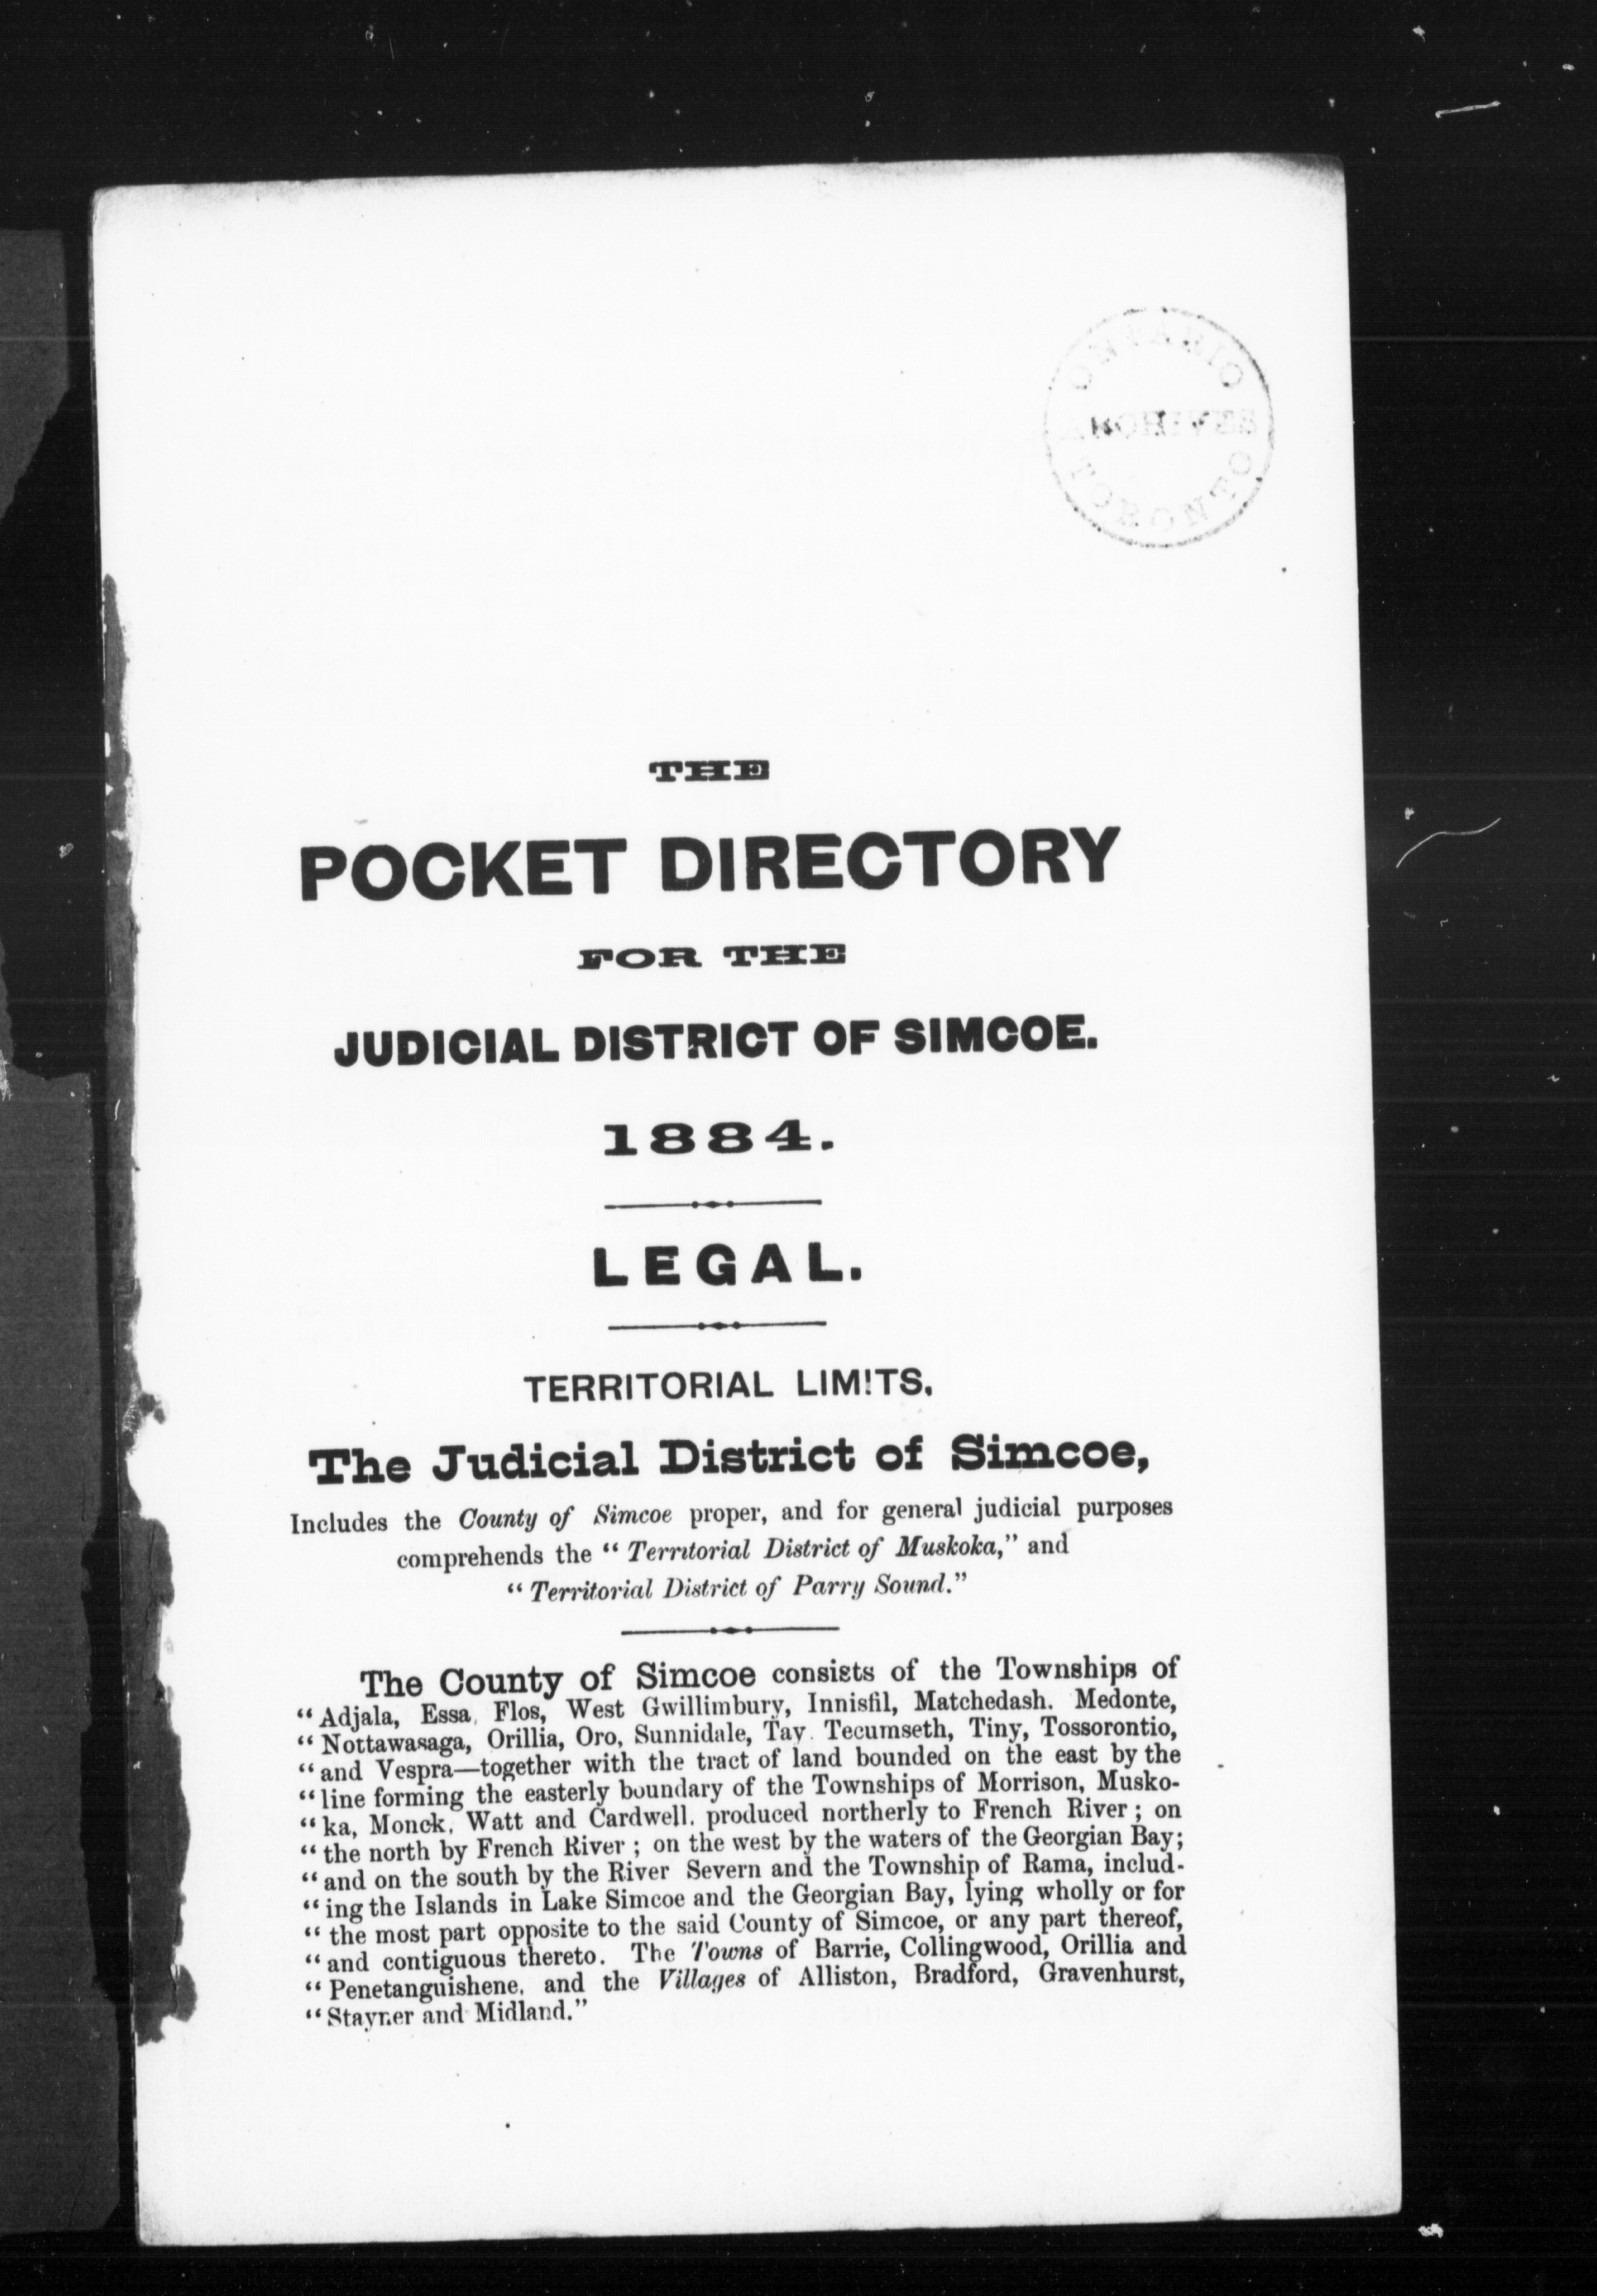 ONTARIO
ARCHIVES
TORONTO
THE
POCKET DIRECTORY
FOR THE
JUDICIAL DISTRICT OF SIMCOE.
1884.
LEGAL.
TERRITORIAL LIMITS.
The Judicial District of Simcoe,
Includes the County of Simcoe proper, and for general judicial purposes
comprehends the “ Territorial District of Muskoka,” and
“ Territorial District of Parry Sound.”
The County of Simcoe consists of the Townships of
“ Adjala, Essa, Flos, West Gwillimbury, Innisfil, Matchedash. Medonte,
“ Nottawasaga, Orillia, Oro, Sunnidale, Tay. Tecumseth, Tiny, Tossorontio,
“ and Vespra—together with the tract of land bounded on the east by the
“ line forming the easterly boundary of the Townships of Morrison, Musko-
“ ka, Monck, Watt and Cardwell. produced northerly to French River ; on
“ the north by French River ; on the west by the waters of the Georgian Bay;
“ and on the south by the River Severn and the Township of Rama, includ-
“ ing the Islands in Lake Simcoe and the Georgian Bay, lying wholly or for
“ the most part opposite to the said County of Simcoe, or any part thereof,
“ and contiguous thereto. The Towns of Barrie, Collingwood, Orillia and
“ Penetanguishene, and the Villages of Alliston, Bradford, Gravenhurst,
“ Stayner and Midland.”